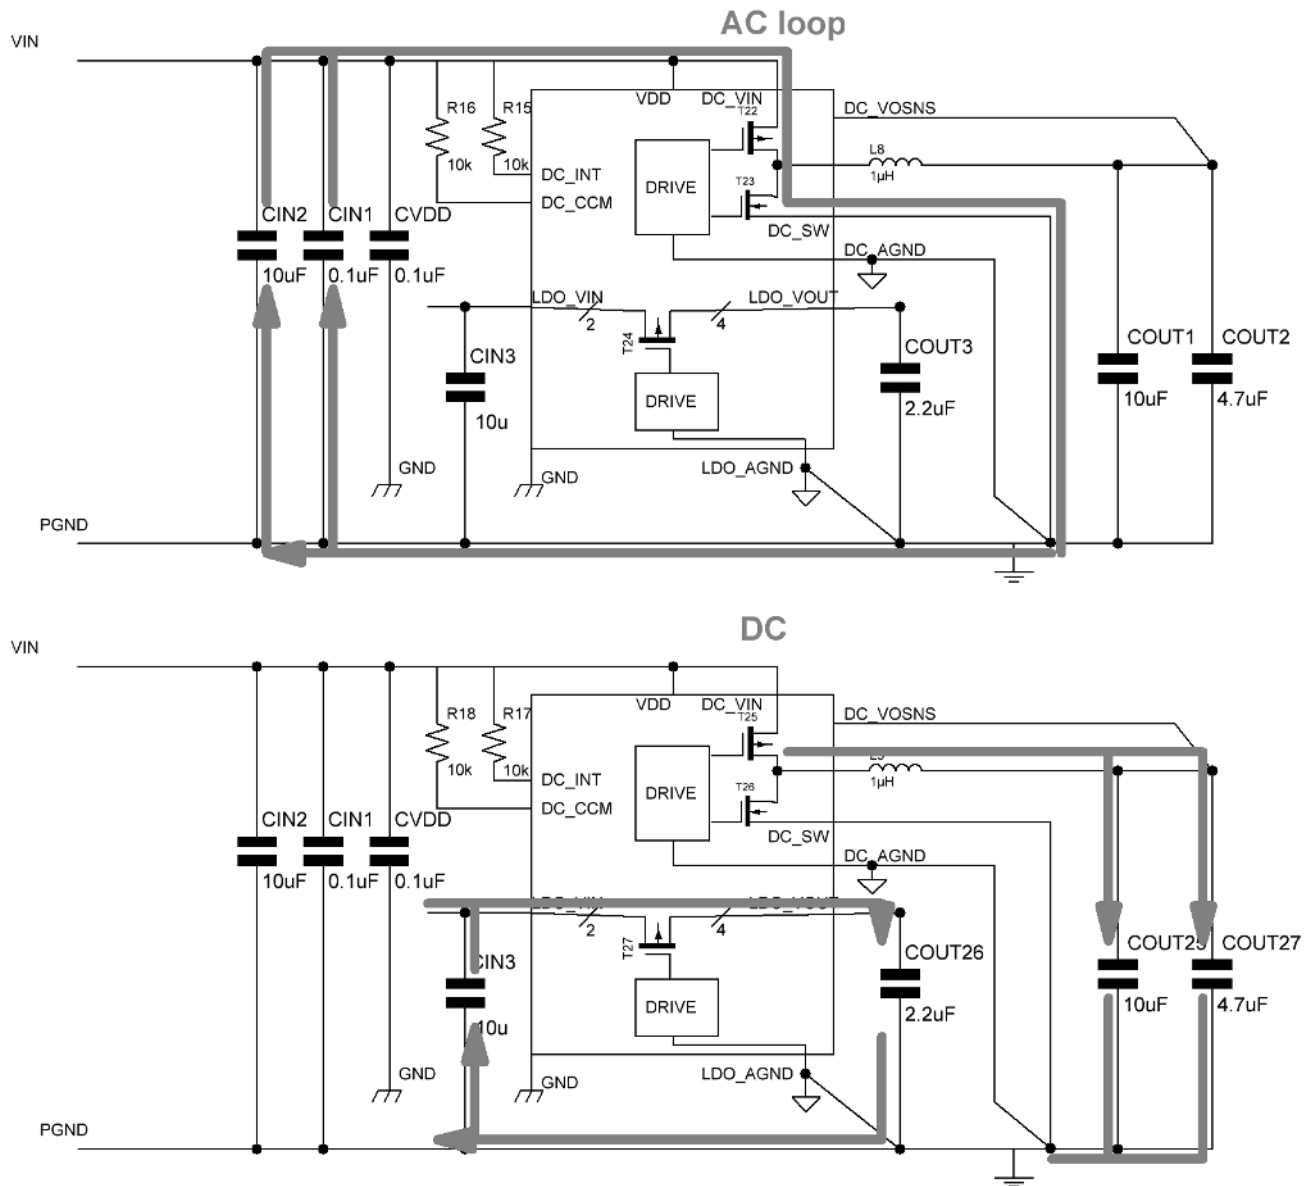 AC loop
VIN
VDD DC_VIN
T22
R16 R15
DC_VOSNS
10k 10k
L8
1µH
DC_INT
DRIVE
T23
DC_CCM
CIN2 CIN1 CVDD
DC_SW
10uF 0.1uF 0.1uF
DC_AGND
LDO_VIN LDO_VOUT
2 4
T24
CIN3
COUT3
COUT1 COUT2
10u
DRIVE
2.2uF
10uF 4.7uF
GND
GND
LDO_AGND
PGND
DC
VIN
VDD DC_VIN
T25
R18 R17
DC_VOSNS
10k 10k
1µH
DC_INT
DRIVE
T26
DC_CCM
CIN2 CIN1 CVDD
DC_SW
10uF 0.1uF 0.1uF
DC_AGND
LDO_VIN LDO_VOUT
2 4
T27
CIN3
COUT26
COUT25 COUT27
10u
DRIVE
2.2uF
10uF 4.7uF
GND
GND
LDO_AGND
PGND